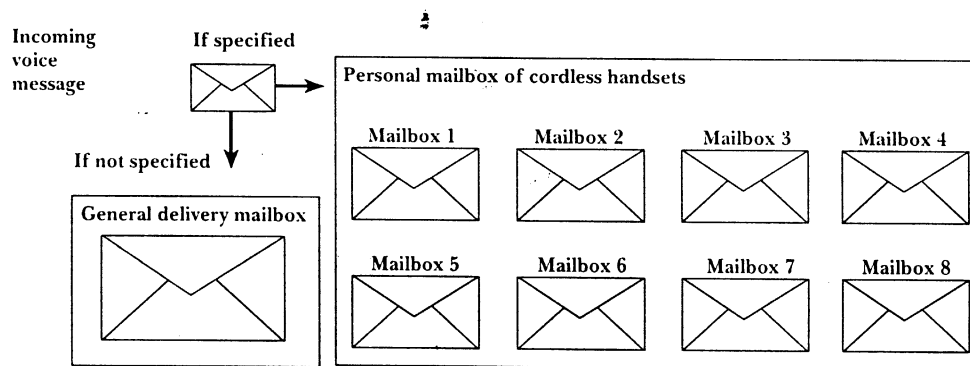 Incoming
voice
message
If specified
If not specified
General delivery mailbox
Personal mailbox of cordless handsets
Mailbox 1
Mailbox 2
Mailbox 3
Mailbox 4
Mailbox 5
Mailbox 6
Mailbox 7
Mailbox 8